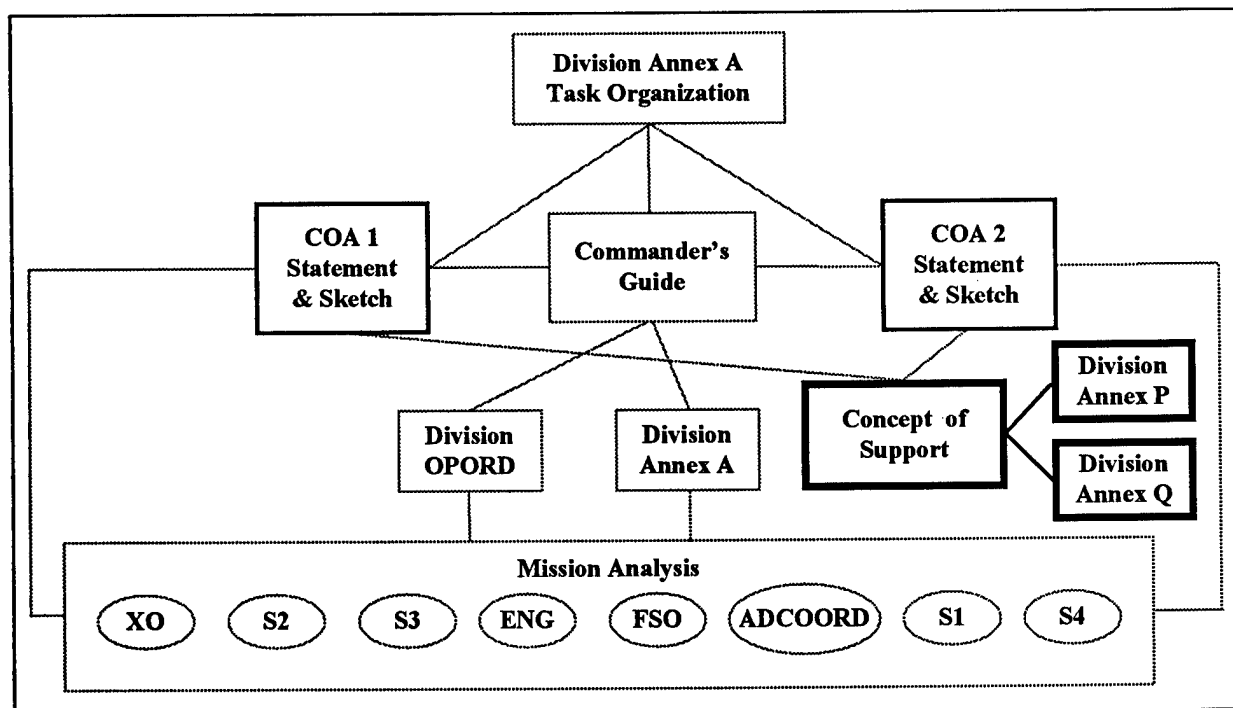 Division Annex A
Task Organization
COA 1
Statement
& Sketch
Commander's
Guide
COA 2
Statement
& Sketch
Division
OPORD
Division
Annex A
Concept of
Support
Division
Annex P
Division
Annex Q
Mission Analysis
XO
S2
S3
ENG
FSO
ADCOORD
S1
S4